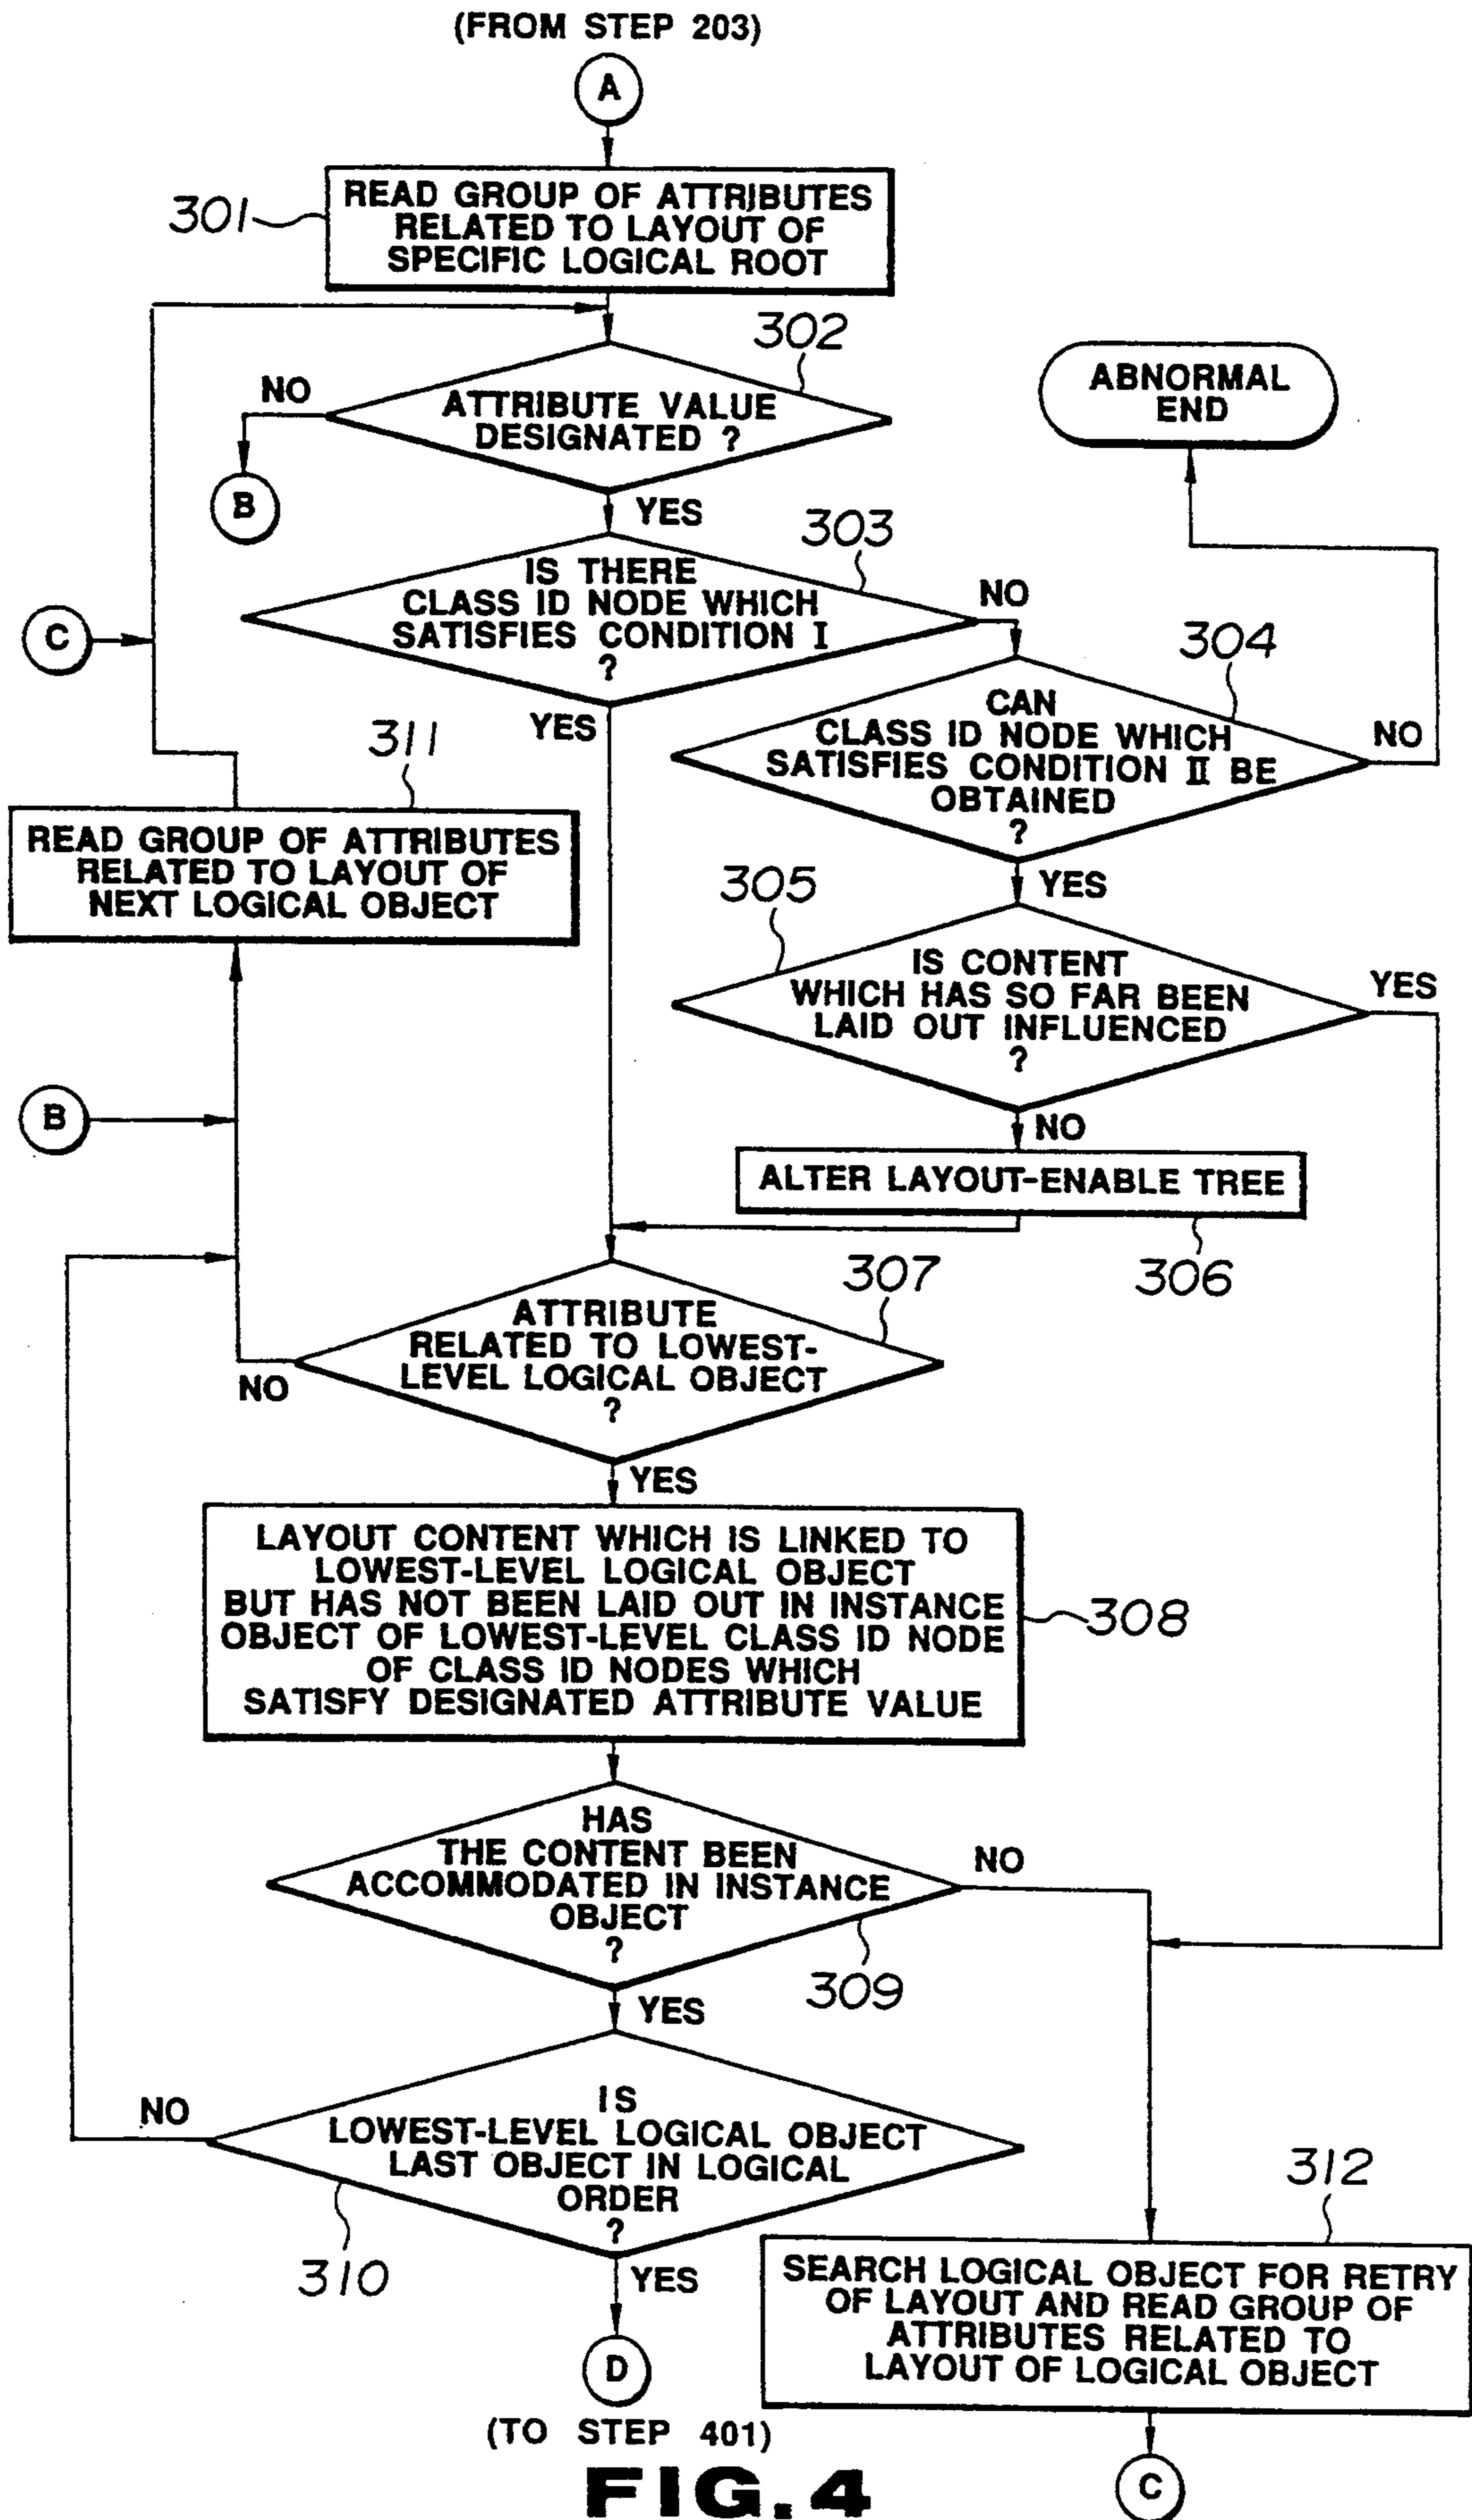 (FROM STEP 203)
A
301
READ GROUP OF ATTRIBUTES
RELATED TO LAYOUT OF
SPECIFIC LOGICAL ROOT
302
NO
ATTRIBUTE VALUE
DESIGNATED ?
ABNORMAL
END
B
YES
303
IS THERE
CLASS ID NODE WHICH
SATISFIES CONDITION I
?
NO
C
304
YES
CAN
CLASS ID NODE WHICH
SATISFIES CONDITION II BE
OBTAINED
?
NO
311
READ GROUP OF ATTRIBUTES
RELATED TO LAYOUT OF
NEXT LOGICAL OBJECT
YES
305
IS CONTENT
WHICH HAS SO FAR BEEN
LAID OUT INFLUENCED
?
YES
B
NO
ALTER LAYOUT-ENABLE TREE
306
307
ATTRIBUTE
RELATED TO LOWEST-
LEVEL LOGICAL OBJECT
?
NO
YES
LAYOUT CONTENT WHICH IS LINKED TO
LOWEST-LEVEL LOGICAL OBJECT
BUT HAS NOT BEEN LAID OUT IN INSTANCE
OBJECT OF LOWEST-LEVEL CLASS ID NODE
OF CLASS ID NODES WHICH
SATISFY DESIGNATED ATTRIBUTE VALUE
308
HAS
THE CONTENT BEEN
ACCOMMODATED IN INSTANCE
OBJECT
?
NO
309
YES
NO
IS
LOWEST-LEVEL LOGICAL OBJECT
LAST OBJECT IN LOGICAL
ORDER
?
310
YES
312
SEARCH LOGICAL OBJECT FOR RETRY
OF LAYOUT AND READ GROUP OF
ATTRIBUTES RELATED TO
LAYOUT OF LOGICAL OBJECT
D
(TO STEP 401)
C
FIG.4